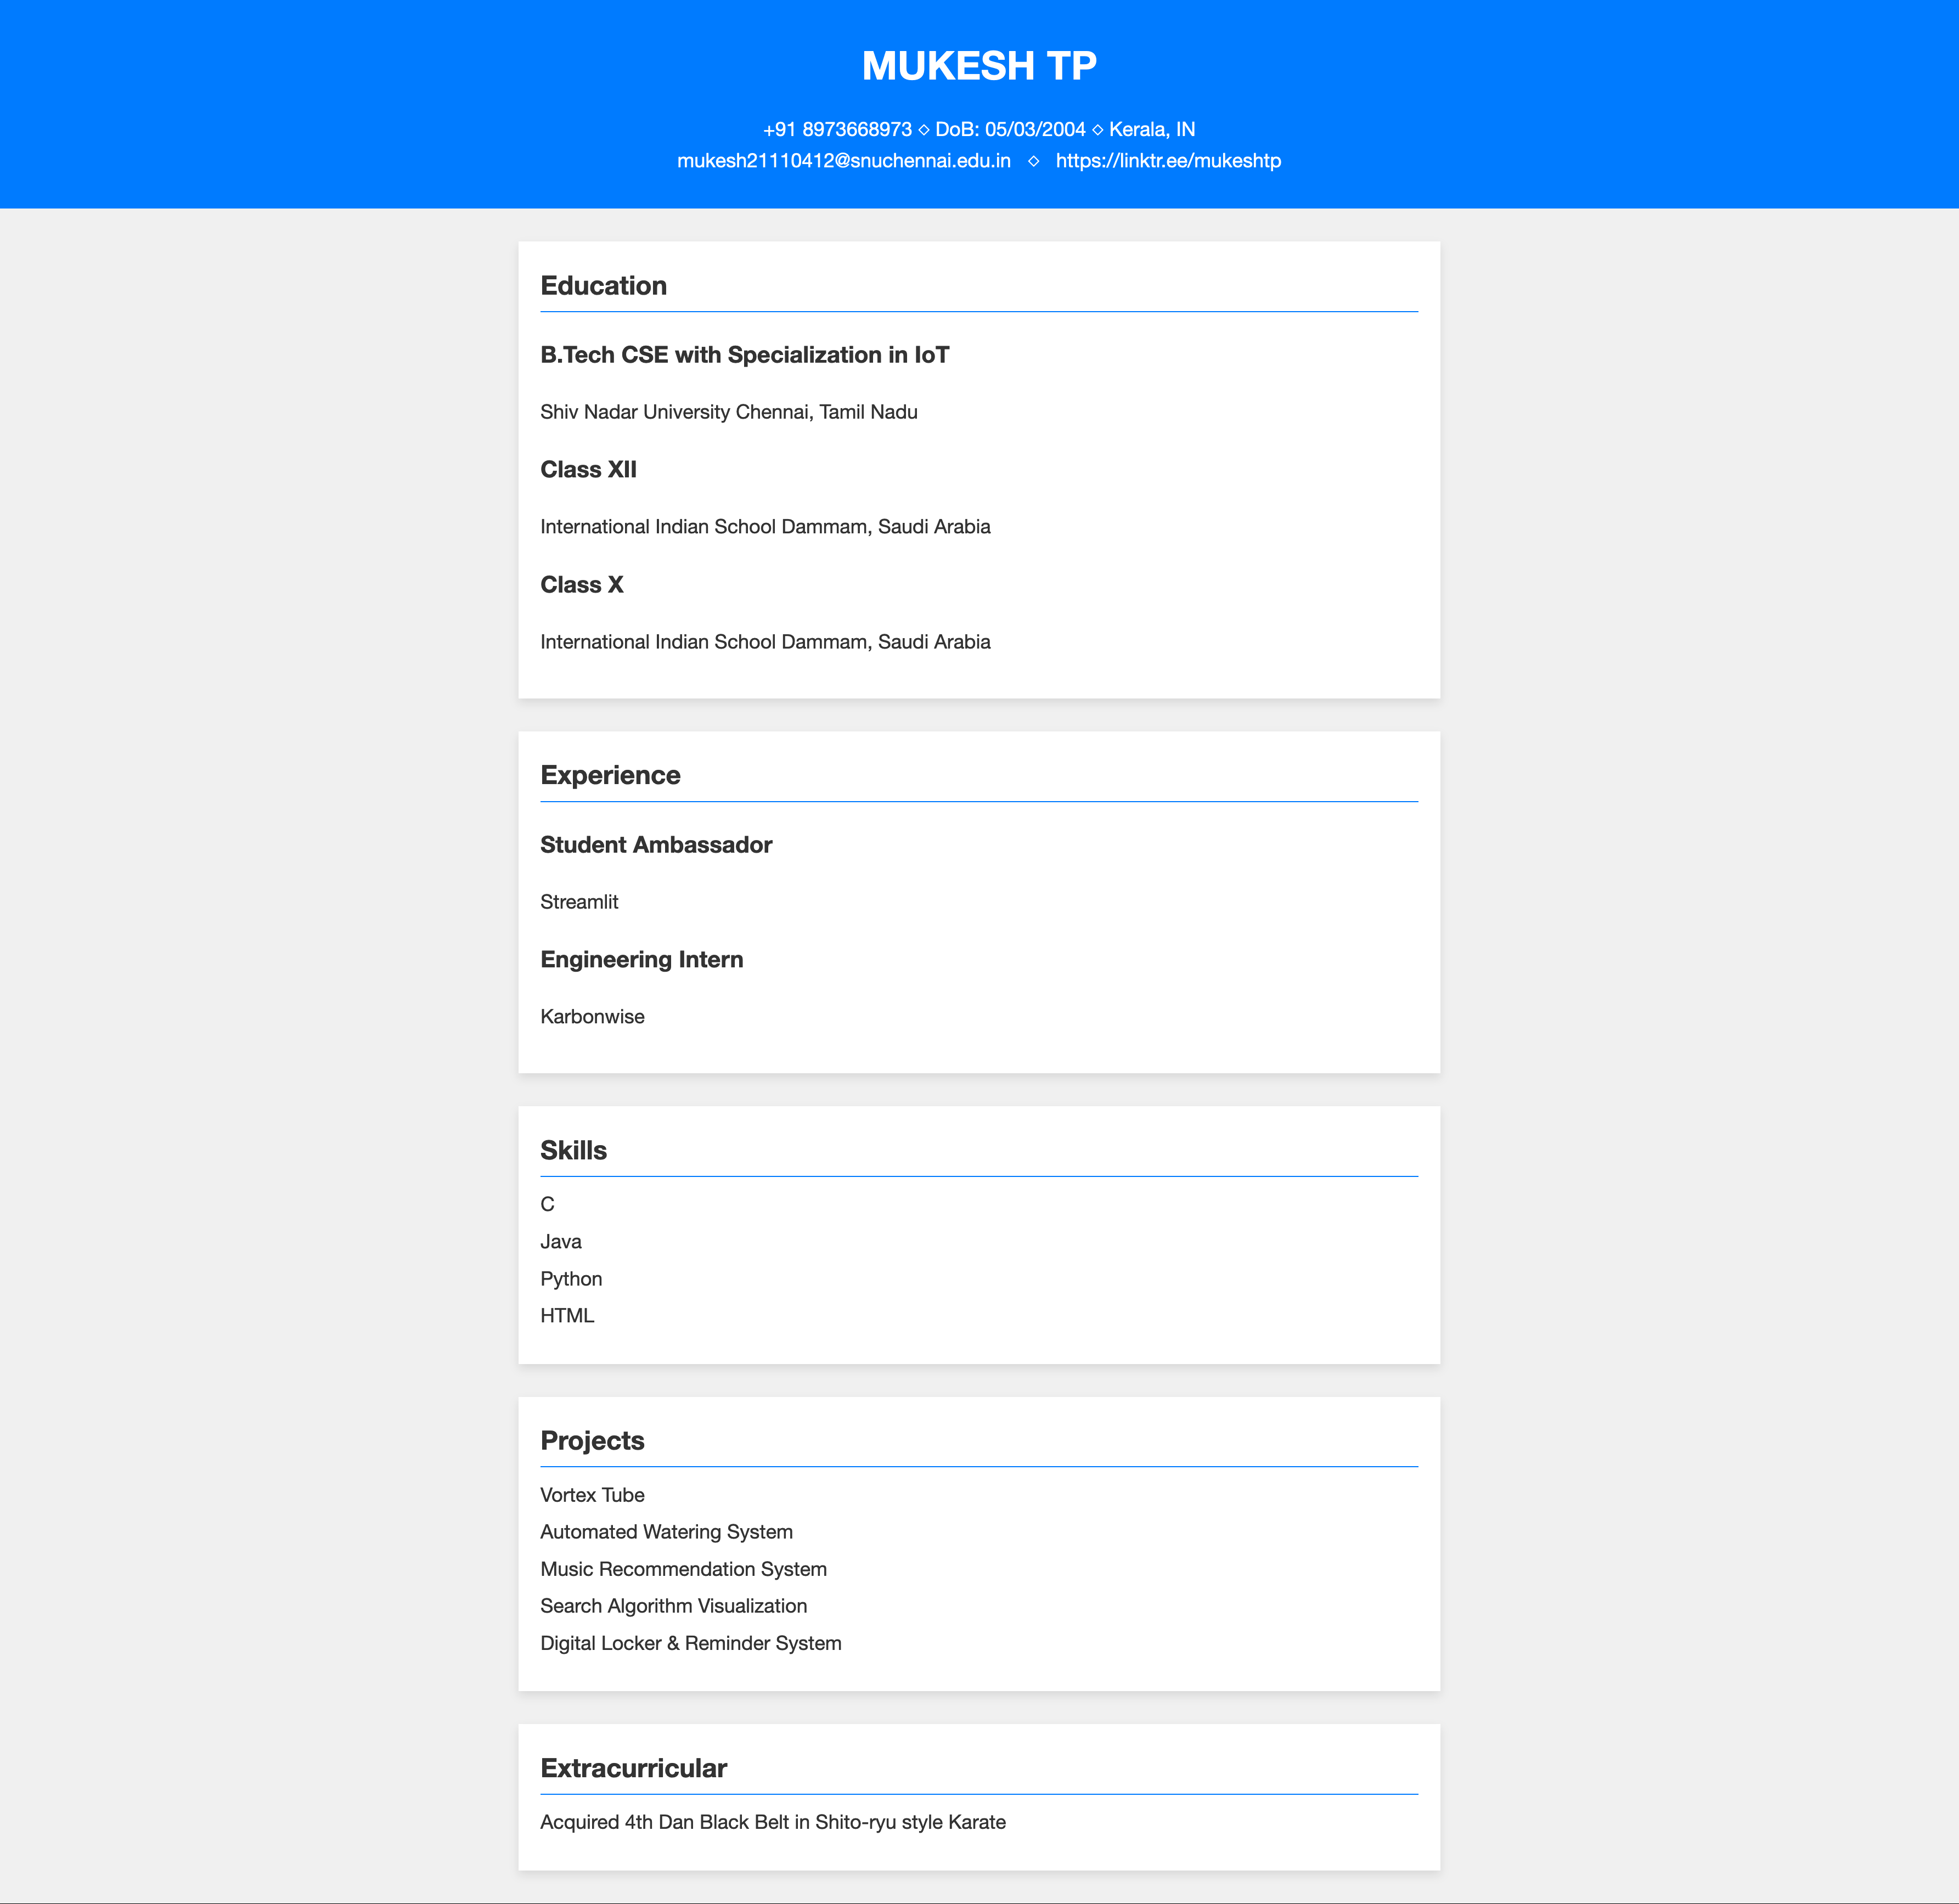 MUKESH TP
+91 8973668973 ⋄ DoB: 05/03/2004 ⋄ Kerala, IN
mukesh21110412@snuchennai.edu.in ⋄ https://linktr.ee/mukeshtp
Education
B.Tech CSE with Specialization in IoT
Shiv Nadar University Chennai, Tamil Nadu
Class XII
International Indian School Dammam, Saudi Arabia
Class X
International Indian School Dammam, Saudi Arabia
Experience
Student Ambassador
Streamlit
Engineering Intern
Karbonwise
Skills
C
Java
Python
HTML
Projects
Vortex Tube
Automated Watering System
Music Recommendation System
Search Algorithm Visualization
Digital Locker & Reminder System
Extracurricular
Acquired 4th Dan Black Belt in Shito-ryu style Karate